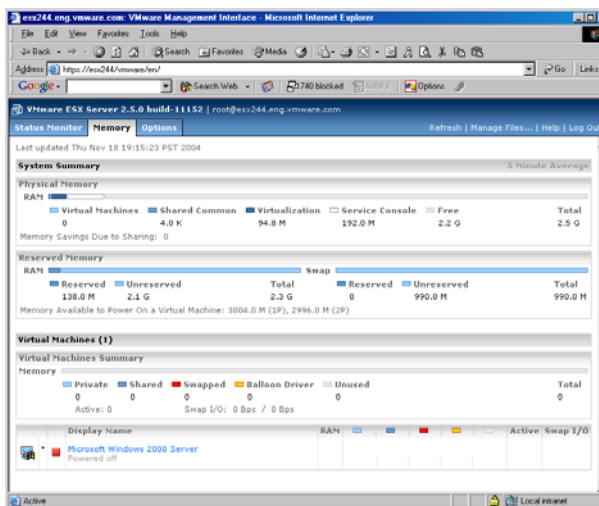 esx244.eng.vmware.com: VMware Management Interface - Microsoft Internet Explorer
File Edit View Favorites Tools Help
Back Search Favorites Media
Address https://esx244/vmware/en/ Go Links
Google Search Web 740 blocked AutoFill Options
VMware ESX Server 2.5.0 build-11152 | root@esx244.eng.vmware.com
Status Monitor Memory Options Refresh | Manage Files... | Help | Log Out
Last updated Thu Nov 18 19:15:23 PST 2004
System Summary 5 Minute Average
Physical Memory
RAM
Virtual Machines Shared Common Virtualization Service Console Free Total
0 4.0 K 94.8 M 192.0 M 2.2 G 2.5 G
Memory Savings Due to Sharing: 0
Reserved Memory
RAM Swap
Reserved Unreserved Total Reserved Unreserved Total
138.0 M 2.1 G 2.3 G 0 990.0 M 990.0 M
Memory Available to Power On a Virtual Machine: 3004.0 M (1P), 2996.0 M (2P)
Virtual Machines (1)
Virtual Machines Summary
Memory
Private Shared Swapped Balloon Driver Unused Total
0 0 0 0 0 0
Active: 0 Swap I/O: 0 Bps / 0 Bps
Display Name RAM Active Swap I/O
Microsoft Windows 2000 Server
Powered off
Active Local intranet